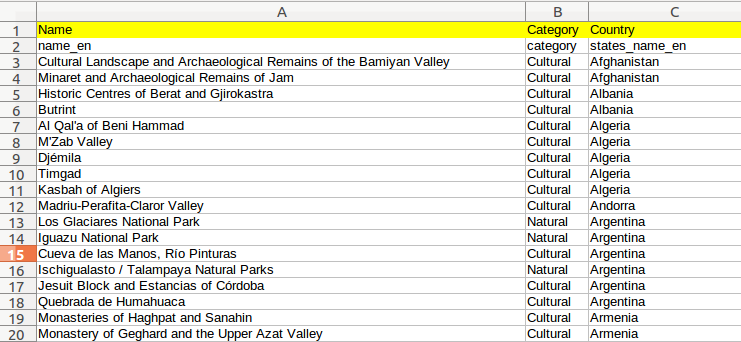 A B C
1 Name Category Country
2 name_en category states_name_en
3 Cultural Landscape and Archaeological Remains of the Bamiyan Valley Cultural Afghanistan
4 Minaret and Archaeological Remains of Jam Cultural Afghanistan
5 Historic Centres of Berat and Gjirokastra Cultural Albania
6 Butrint Cultural Albania
7 Al Qal'a of Beni Hammad Cultural Algeria
8 M'Zab Valley Cultural Algeria
9 Djémila Cultural Algeria
10 Timgad Cultural Algeria
11 Kasbah of Algiers Cultural Algeria
12 Madriu-Perafita-Claror Valley Cultural Andorra
13 Los Glaciares National Park Natural Argentina
14 Iguazu National Park Natural Argentina
15 Cueva de las Manos, Río Pinturas Cultural Argentina
16 Ischigualasto / Talampaya Natural Parks Natural Argentina
17 Jesuit Block and Estancias of Córdoba Cultural Argentina
18 Quebrada de Humahuaca Cultural Argentina
19 Monasteries of Haghpat and Sanahin Cultural Armenia
20 Monastery of Geghard and the Upper Azat Valley Cultural Armenia